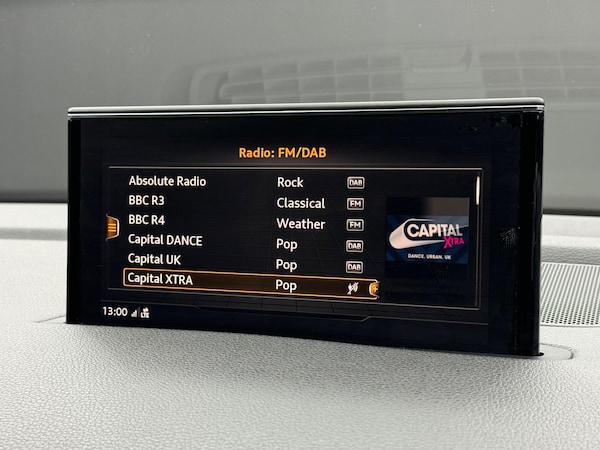 Radio: FM/DAB
Absolute Radio Rock DAB
BBC R3 Classical FM
BBC R4 Weather FM
Capital DANCE Pop DAB
Capital UK Pop DAB
Capital XTRA Pop
CAPITAL
XTRA
DANCE, URBAN, UK
13:00 LTE